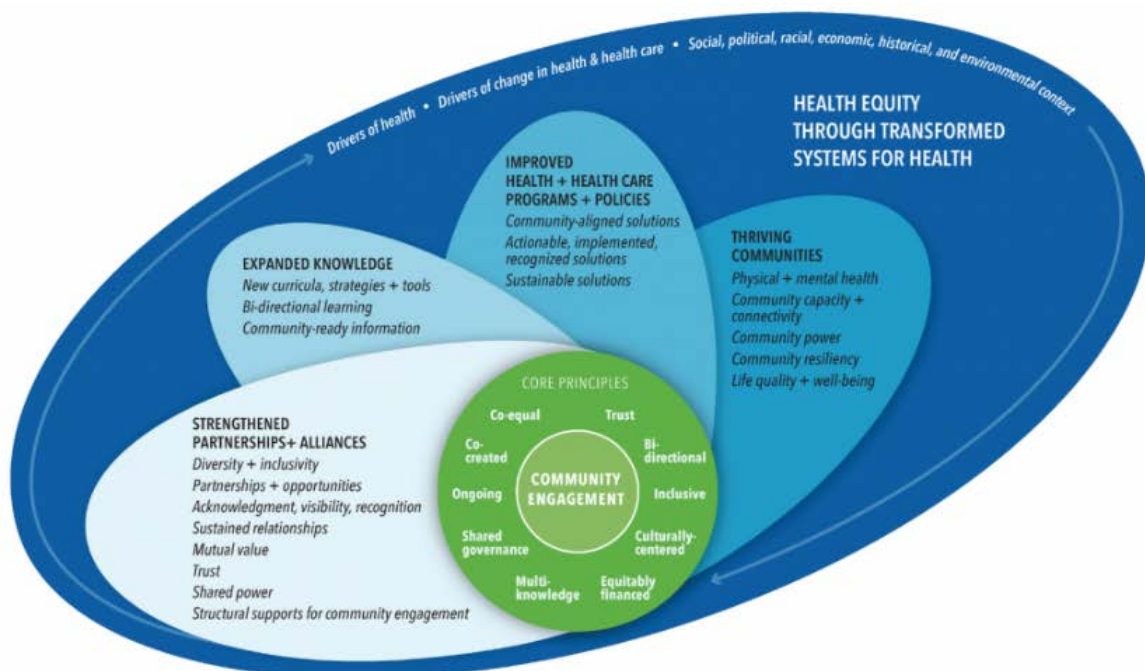 Drivers of health • Drivers of change in health & health care • Social, political, racial, economic, historical, and environmental context
HEALTH EQUITY
THROUGH TRANSFORMED
SYSTEMS FOR HEALTH
IMPROVED
HEALTH + HEALTH CARE
PROGRAMS + POLICIES
Community-aligned solutions
Actionable, implemented,
recognized solutions
Sustainable solutions
THRIVING
COMMUNITIES
Physical + mental health
Community capacity +
connectivity
Community power
Community resiliency
Life quality + well-being
EXPANDED KNOWLEDGE
New curricula, strategies + tools
Bi-directional learning
Community-ready information
STRENGTHENED
PARTNERSHIPS+ ALLIANCES
Diversity + inclusivity
Partnerships + opportunities
Acknowledgment, visibility, recognition
Sustained relationships
Mutual value
Trust
Shared power
Structural supports for community engagement
CORE PRINCIPLES
Co-equal
Trust
Co-
created
Bi-
directional
Ongoing
COMMUNITY
ENGAGEMENT
Inclusive
Shared
governance
Culturally-
centered
Multi-
knowledge
Equitably
financed